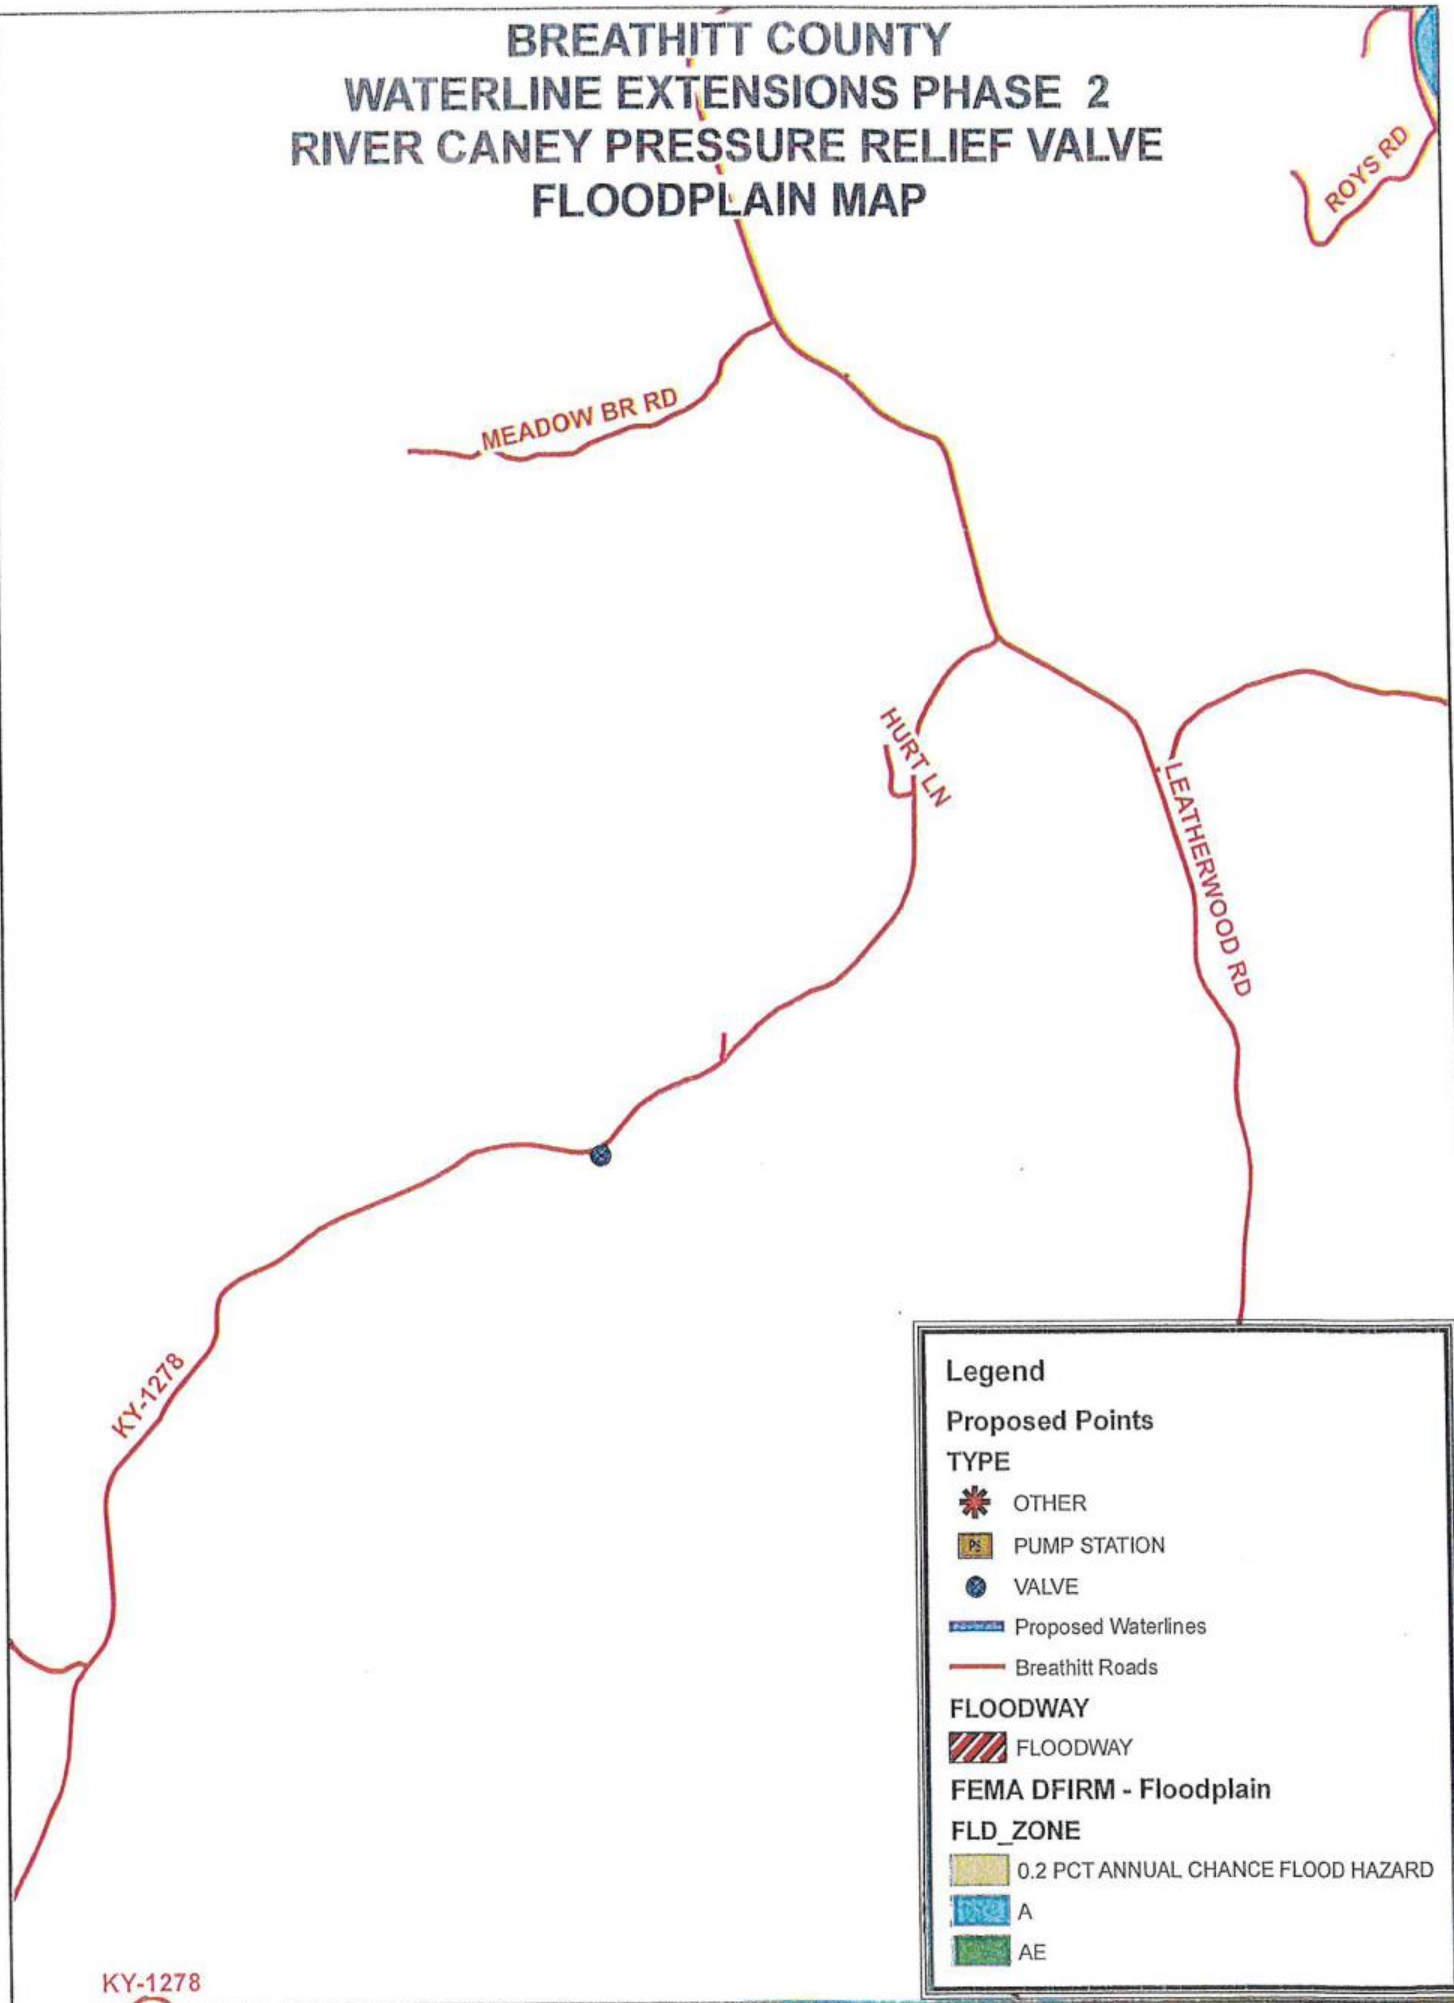 BREATHITT COUNTY
WATERLINE EXTENSIONS PHASE 2
RIVER CANEY PRESSURE RELIEF VALVE
FLOODPLAIN MAP
ROYS RD
MEADOW BR RD
HURT LN
LEATHERWOOD RD
KY-1278
KY-1278
Legend
Proposed Points
TYPE
OTHER
PS PUMP STATION
VALVE
Proposed Waterlines
Breathitt Roads
FLOODWAY
FLOODWAY
FEMA DFIRM - Floodplain
FLD_ZONE
0.2 PCT ANNUAL CHANCE FLOOD HAZARD
A
AE